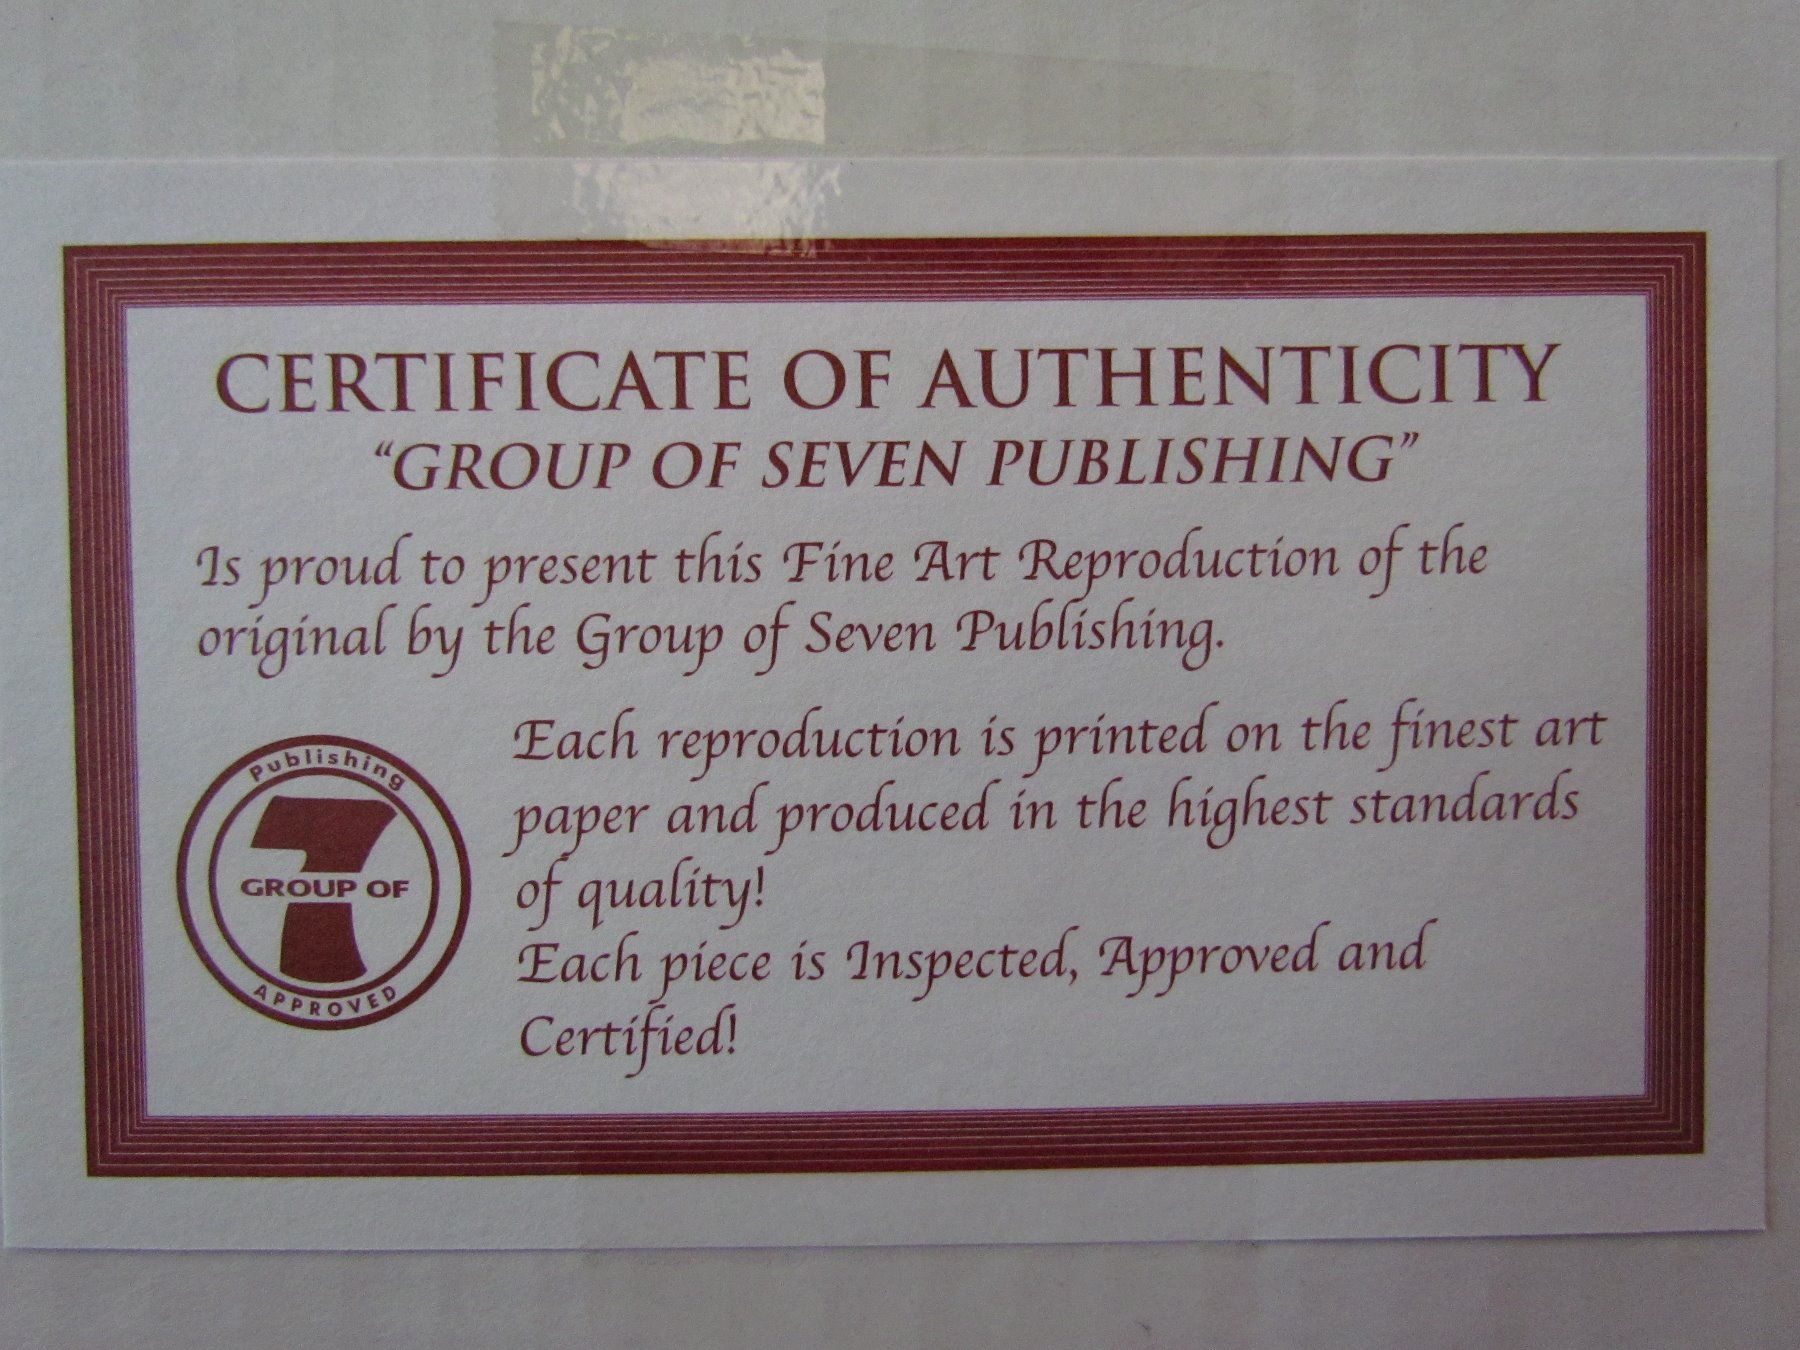 CERTIFICATE OF AUTHENTICITY
"GROUP OF SEVEN PUBLISHING"
Is proud to present this Fine Art Reproduction of the
original by the Group of Seven Publishing.
Each reproduction is printed on the finest art
paper and produced in the highest standards
of quality!
Each piece is Inspected, Approved and
Certified!
Publishing
7
GROUP OF
APPROVED